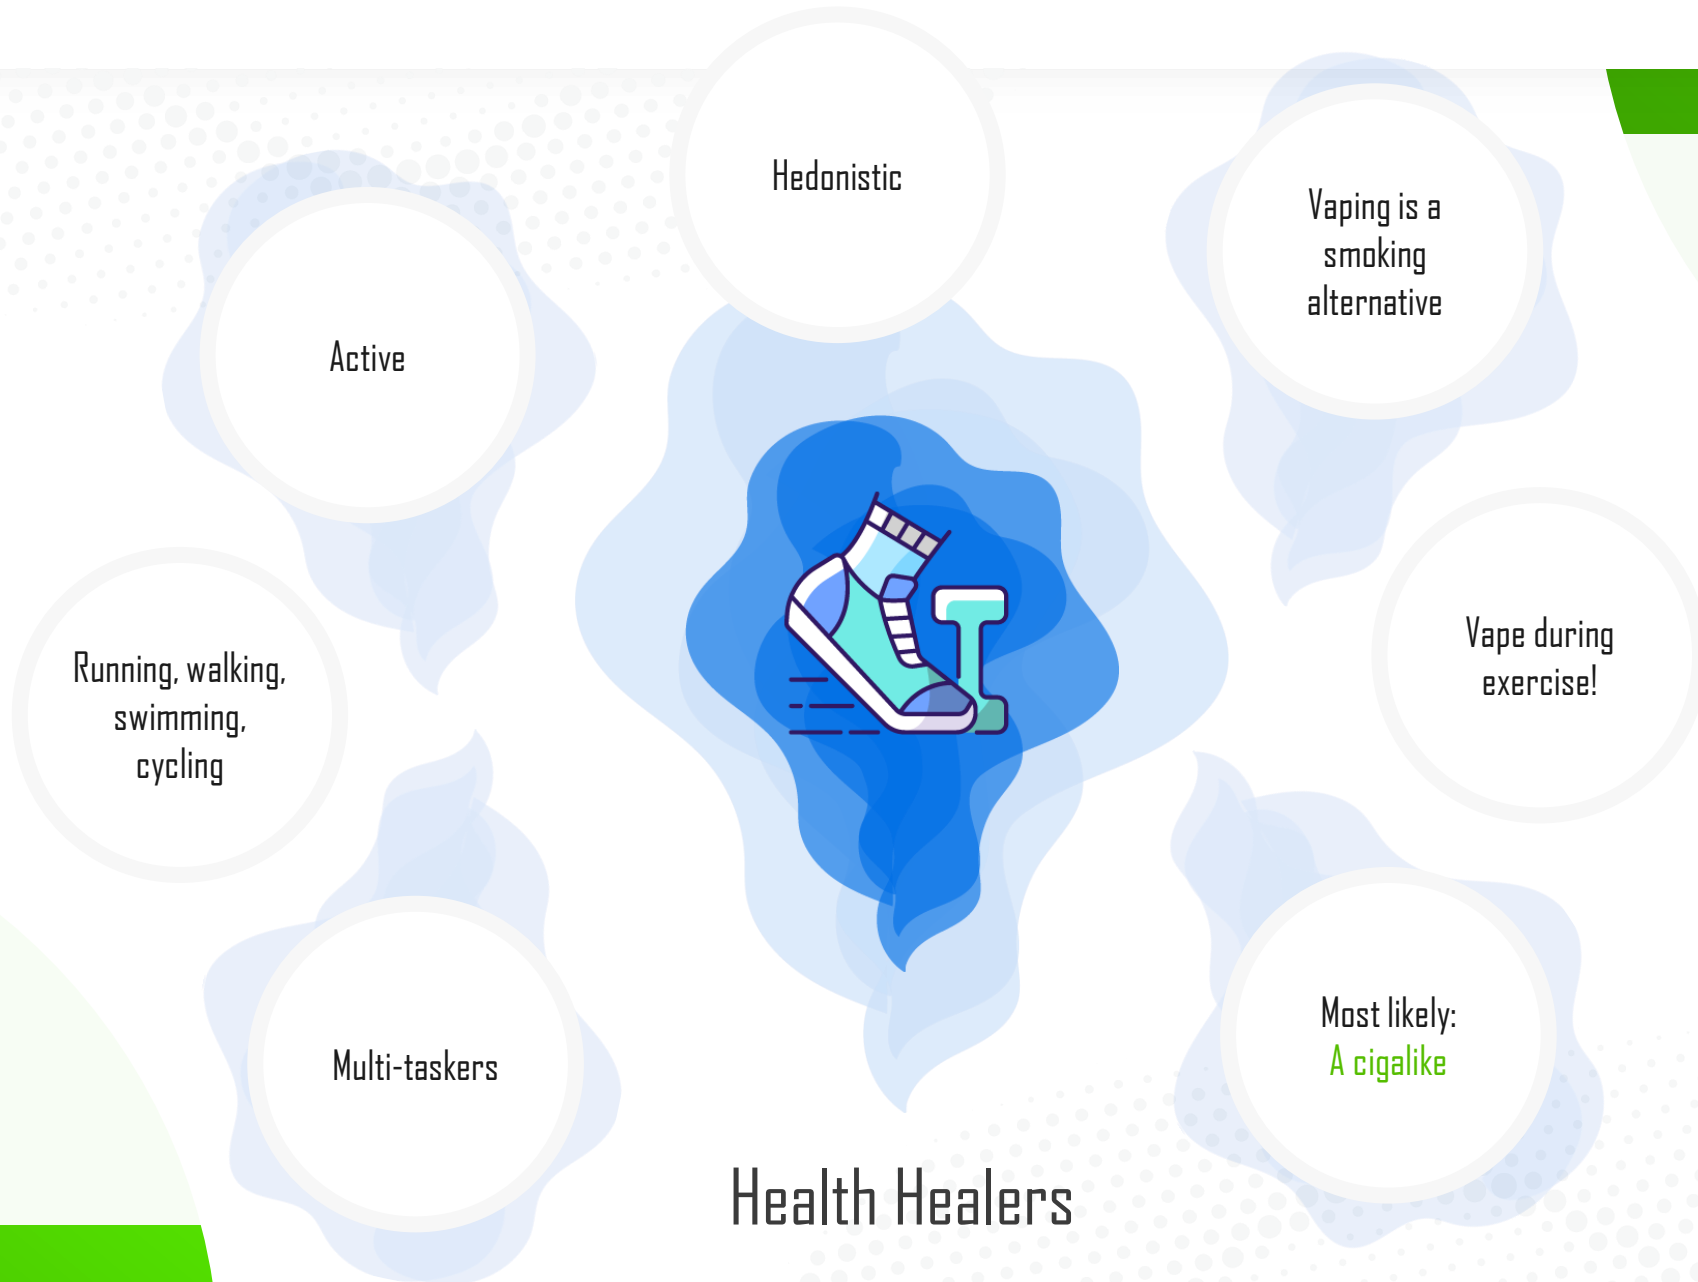 Hedonistic
Vaping is a
smoking
alternative
Active
Running, walking,
swimming,
cycling
Vape during
exercise!
Multi-taskers
Most likely:
A cigalike
Health Healers